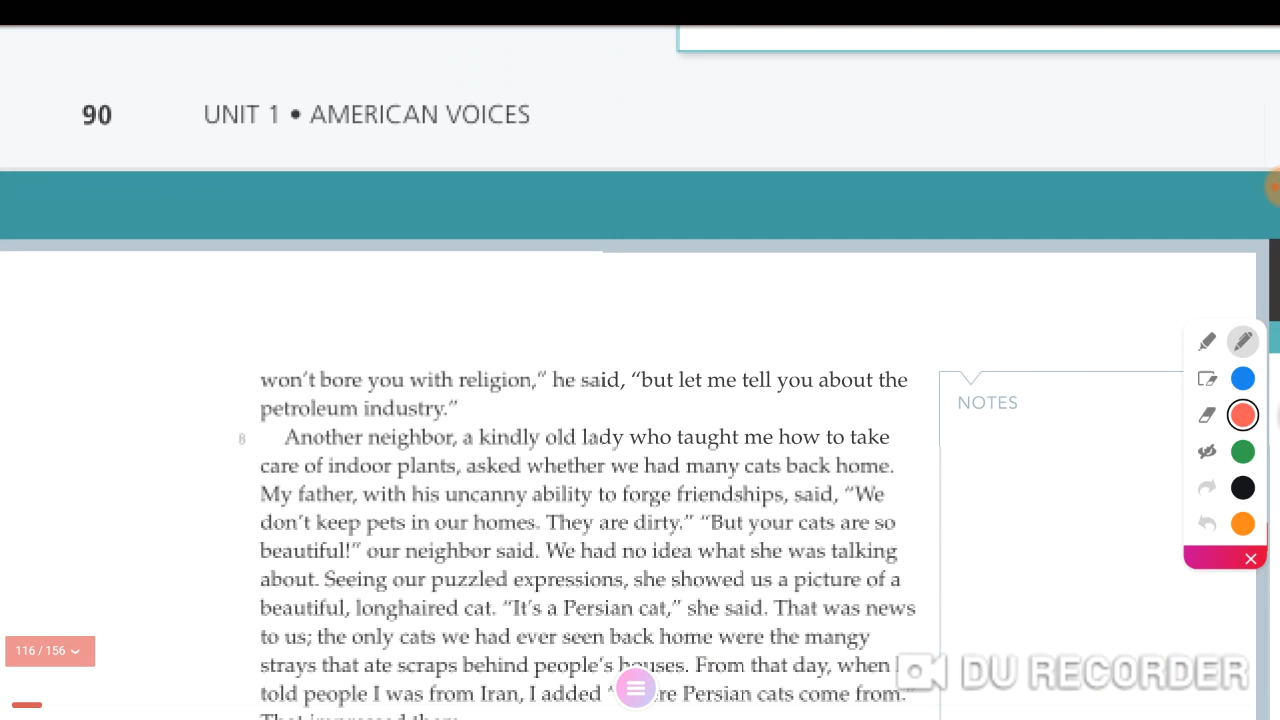 90 UNIT 1 • AMERICAN VOICES
won't bore you with religion,” he said, “but let me tell you about the
petroleum industry.”
NOTES
8 Another neighbor, a kindly old lady who taught me how to take
care of indoor plants, asked whether we had many cats back home.
My father, with his uncanny ability to forge friendships, said, “We
don't keep pets in our homes. They are dirty.” “But your cats are so
beautiful!” our neighbor said. We had no idea what she was talking
about. Seeing our puzzled expressions, she showed us a picture of a
beautiful, longhaired cat. “It's a Persian cat,” she said. That was news
to us; the only cats we had ever seen back home were the mangy
strays that ate scraps behind people's houses. From that day, when
told people I was from Iran, I added Persian cats come from.”
That impressed them
116 / 156
DU RECORDER